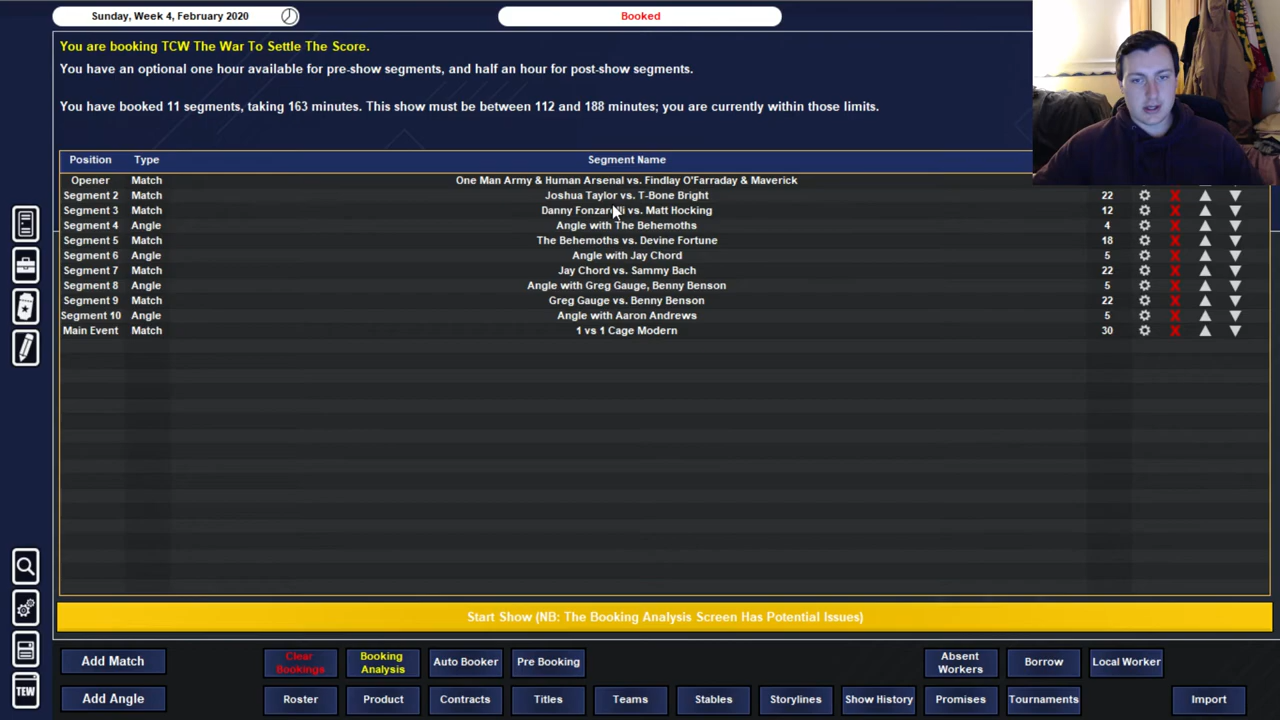 Sunday, Week 4, February 2020
Booked
You are booking TCW The War To Settle The Score.
You have an optional one hour available for pre-show segments, and half an hour for post-show segments.
You have booked 11 segments, taking 163 minutes. This show must be between 112 and 188 minutes; you are currently within those limits.
Position Type Segment Name
Opener Match One Man Army & Human Arsenal vs. Findlay O'Farraday & Maverick
Segment 2 Match Joshua Taylor vs. T-Bone Bright 22 X
Segment 3 Match Danny Fonzarelli vs. Matt Hocking 12 X
Segment 4 Angle Angle with The Behemoths 4 X
Segment 5 Match The Behemoths vs. Devine Fortune 18 X
Segment 6 Angle Angle with Jay Chord 5 X
Segment 7 Match Jay Chord vs. Sammy Bach 22 X
Segment 8 Angle Angle with Greg Gauge, Benny Benson 5 X
Segment 9 Match Greg Gauge vs. Benny Benson 22 X
Segment 10 Angle Angle with Aaron Andrews 5 X
Main Event Match 1 vs 1 Cage Modern 30 X
Start Show (NB: The Booking Analysis Screen Has Potential Issues)
Add Match Clear Bookings Booking Analysis Auto Booker Pre Booking Absent Workers Borrow Local Worker
TEW
Add Angle Roster Product Contracts Titles Teams Stables Storylines Show History Promises Tournaments Import